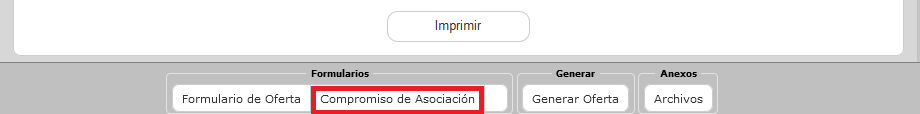 Imprimir
Formularios Generar Anexos
Formulario de Oferta Compromiso de Asociación Generar Oferta Archivos